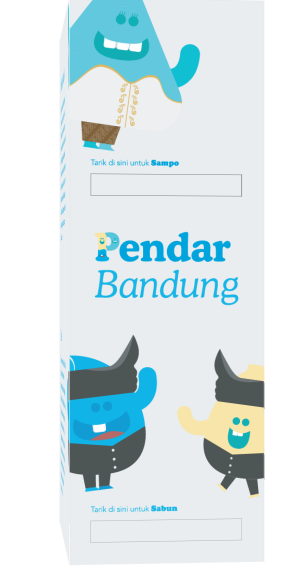 Tarik di sini untuk Sampo
Pendar
Bandung
Tarik di sini untuk Sabun